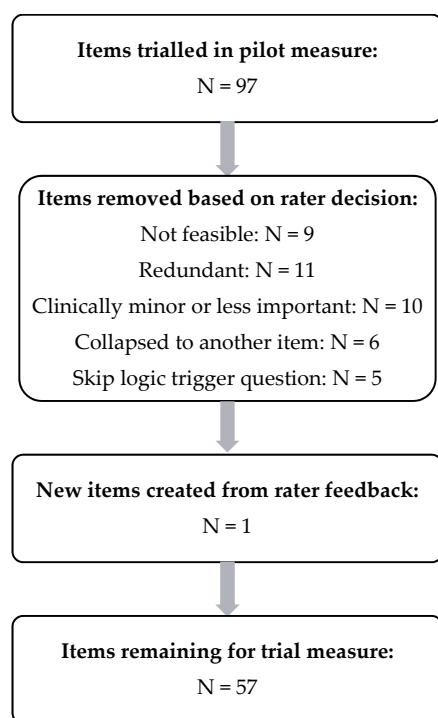 Items trialled in pilot measure:
N = 97
Items removed based on rater decision:
Not feasible: N = 9
Redundant: N = 11
Clinically minor or less important: N = 10
Collapsed to another item: N = 6
Skip logic trigger question: N = 5
New items created from rater feedback:
N = 1
Items remaining for trial measure:
N = 57